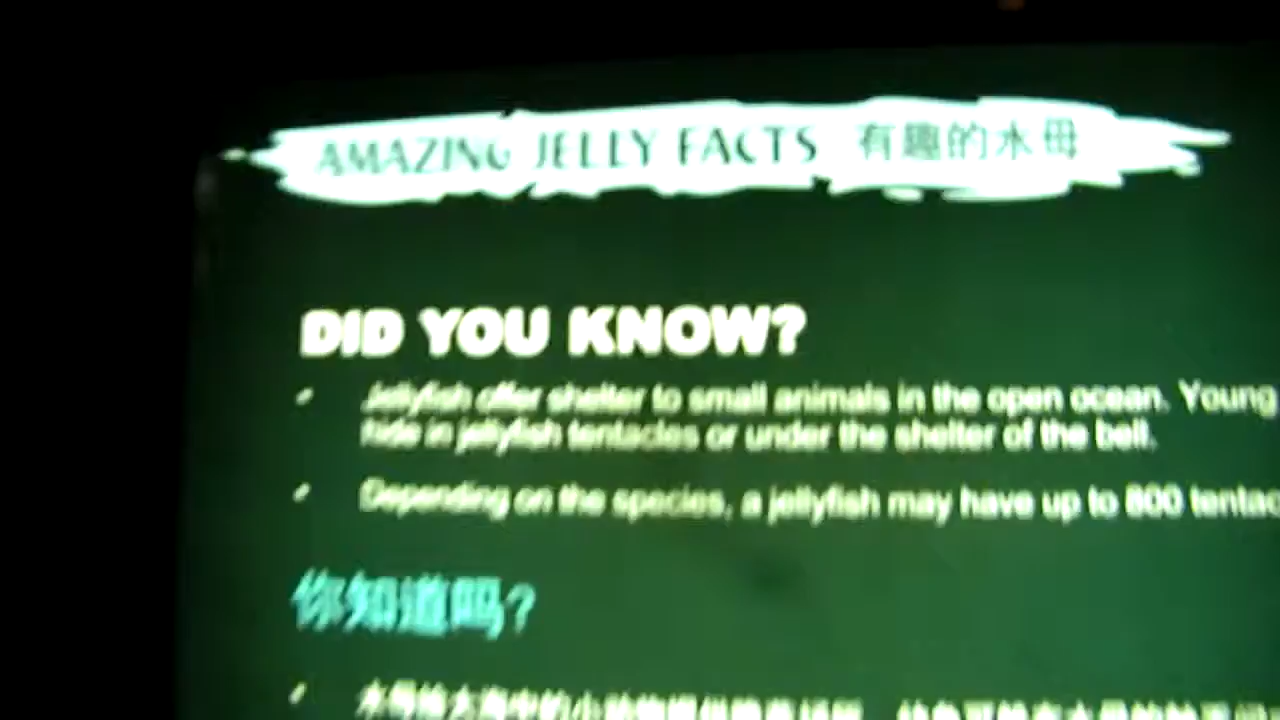 AMAZING JELLY FACTS 有趣的水母
DID YOU KNOW?
• Jellyfish offer shelter to small animals in the open ocean. Young
hide in jellyfish tentacles or under the shelter of the bell.
• Depending on the species, a jellyfish may have up to 800 tentac
你知道吗?